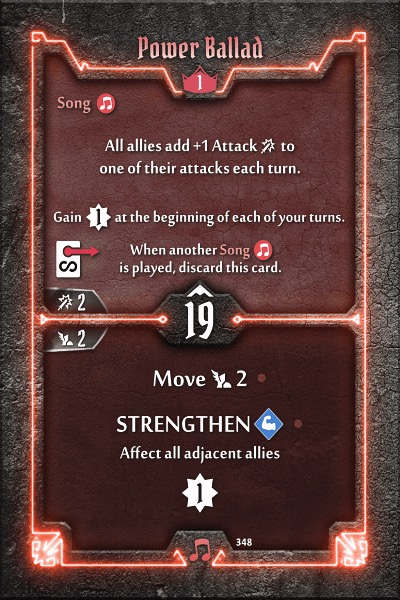 Power Ballad
1
Song
All allies add +1 Attack to
one of their attacks each turn.
Gain 1 at the beginning of each of your turns.
When another Song
is played, discard this card.
2
19
2
Move 2
STRENGTHEN
Affect all adjacent allies
1
348